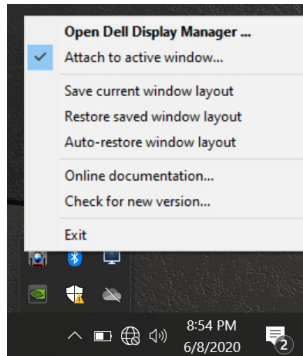 Open Dell Display Manager ...
Attach to active window...
Save current window layout
Restore saved window layout
Auto-restore window layout
Online documentation...
Check for new version...
Exit
8:54 PM
6/8/2020
2